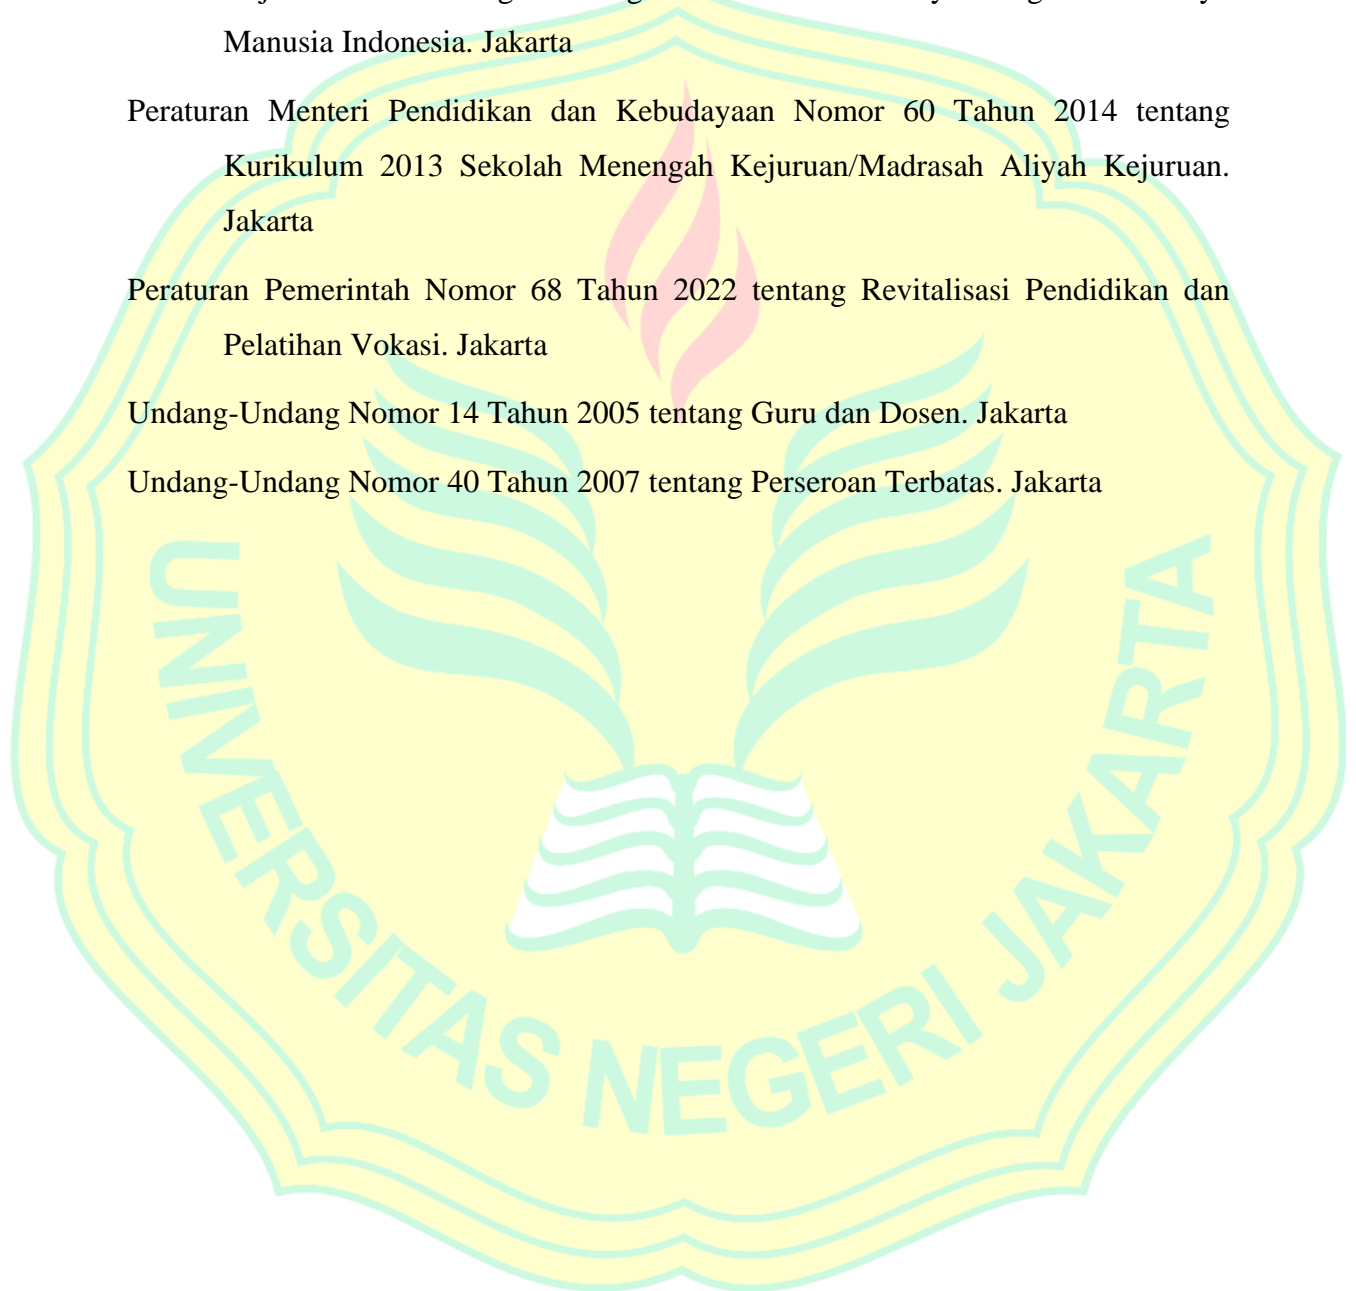 Manusia Indonesia. Jakarta
Peraturan Menteri Pendidikan dan Kebudayaan Nomor 60 Tahun 2014 tentang
Kurikulum 2013 Sekolah Menengah Kejuruan/Madrasah Aliyah Kejuruan.
Jakarta
Peraturan Pemerintah Nomor 68 Tahun 2022 tentang Revitalisasi Pendidikan dan
Pelatihan Vokasi. Jakarta
Undang-Undang Nomor 14 Tahun 2005 tentang Guru dan Dosen. Jakarta
Undang-Undang Nomor 40 Tahun 2007 tentang Perseroan Terbatas. Jakarta
UNIVERSITAS NEGERI JAKARTA